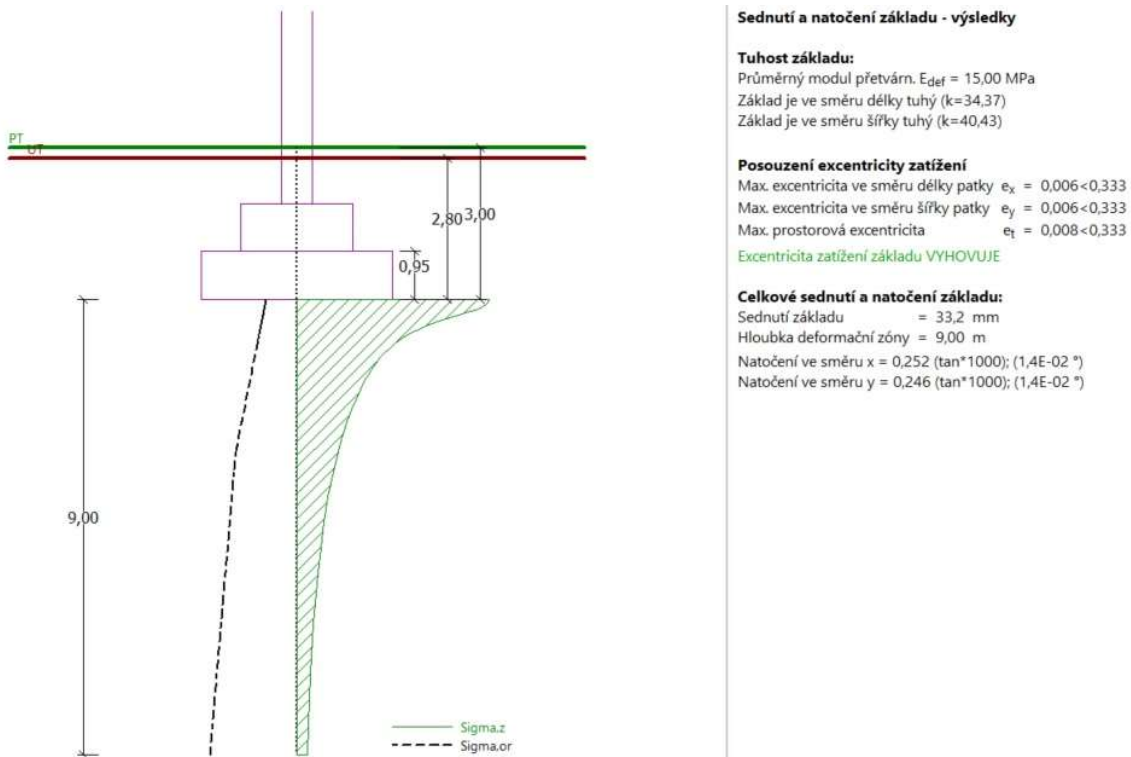 PT
UT
2,80
3,00
0,95
9,00
Sigma,z
Sigma,or
Sednutí a natočení základu - výsledky
Tuhost základu:
Průměrný modul přetvárn. Edef = 15,00 MPa
Základ je ve směru délky tuhý (k=34,37)
Základ je ve směru šířky tuhý (k=40,43)
Posouzení excentricity zatížení
Max. excentricita ve směru délky patky ex = 0,006<0,333
Max. excentricita ve směru šířky patky ey = 0,006<0,333
Max. prostorová excentricita et = 0,008<0,333
Excentricita zatížení základu VYHOVUJE
Celkové sednutí a natočení základu:
Sednutí základu = 33,2 mm
Hloubka deformační zóny = 9,00 m
Natočení ve směru x = 0,252 (tan*1000); (1,4E-02 °)
Natočení ve směru y = 0,246 (tan*1000); (1,4E-02 °)